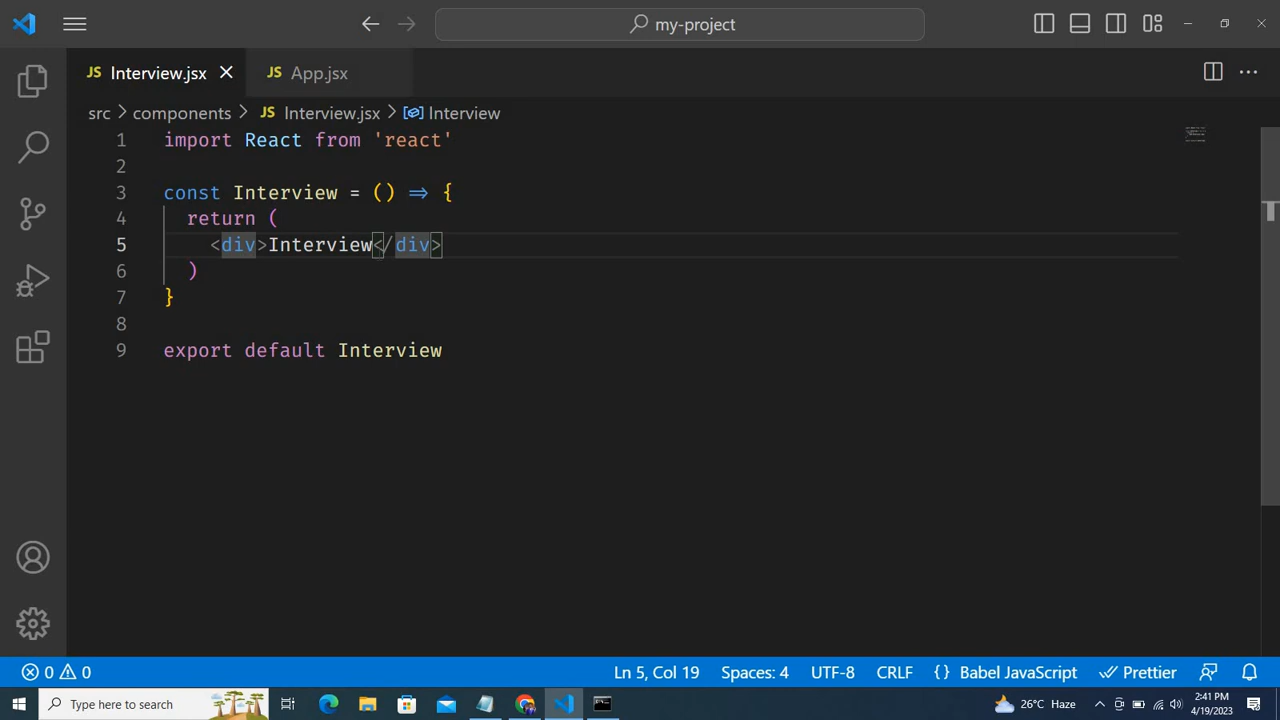 my-project
JS Interview.jsx
JS App.jsx
src > components > JS Interview.jsx > Interview
1 import React from 'react'
2
3 const Interview = () => {
4 return (
5 <div>Interview</div>
6 )
7 }
8
9 export default Interview
0 0 Ln 5, Col 19 Spaces: 4 UTF-8 CRLF {} Babel JavaScript Prettier
Type here to search
26°C Haze
2:41 PM
4/19/2023